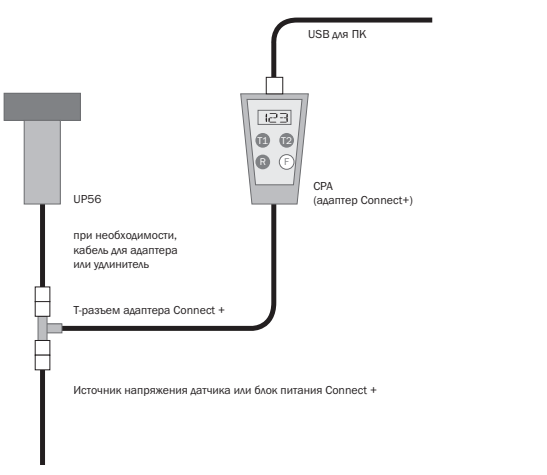 USB для ПК
123
T1 T2
R F
CPA
(адаптер Connect+)
UP56
при необходимости,
кабель для адаптера
или удлинитель
Т-разъем адаптера Connect +
Источник напряжения датчика или блок питания Connect +